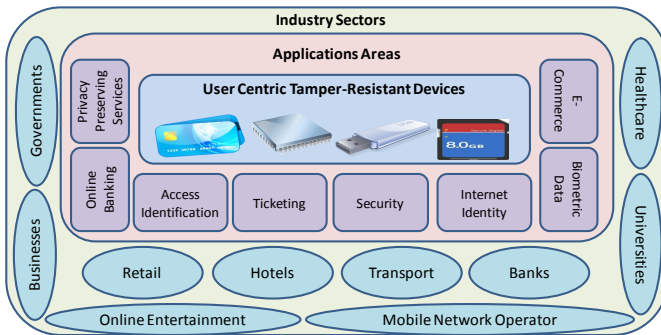 Industry Sectors
Applications Areas
User Centric Tamper-Resistant Devices
Governments
Privacy
Preserving
Services
E-
Commerce
Healthcare
8.0GB
Businesses
Online
Banking
Access
Identification
Ticketing
Security
Internet
Identity
Biometric
Data
Universities
Retail
Hotels
Transport
Banks
Online Entertainment
Mobile Network Operator